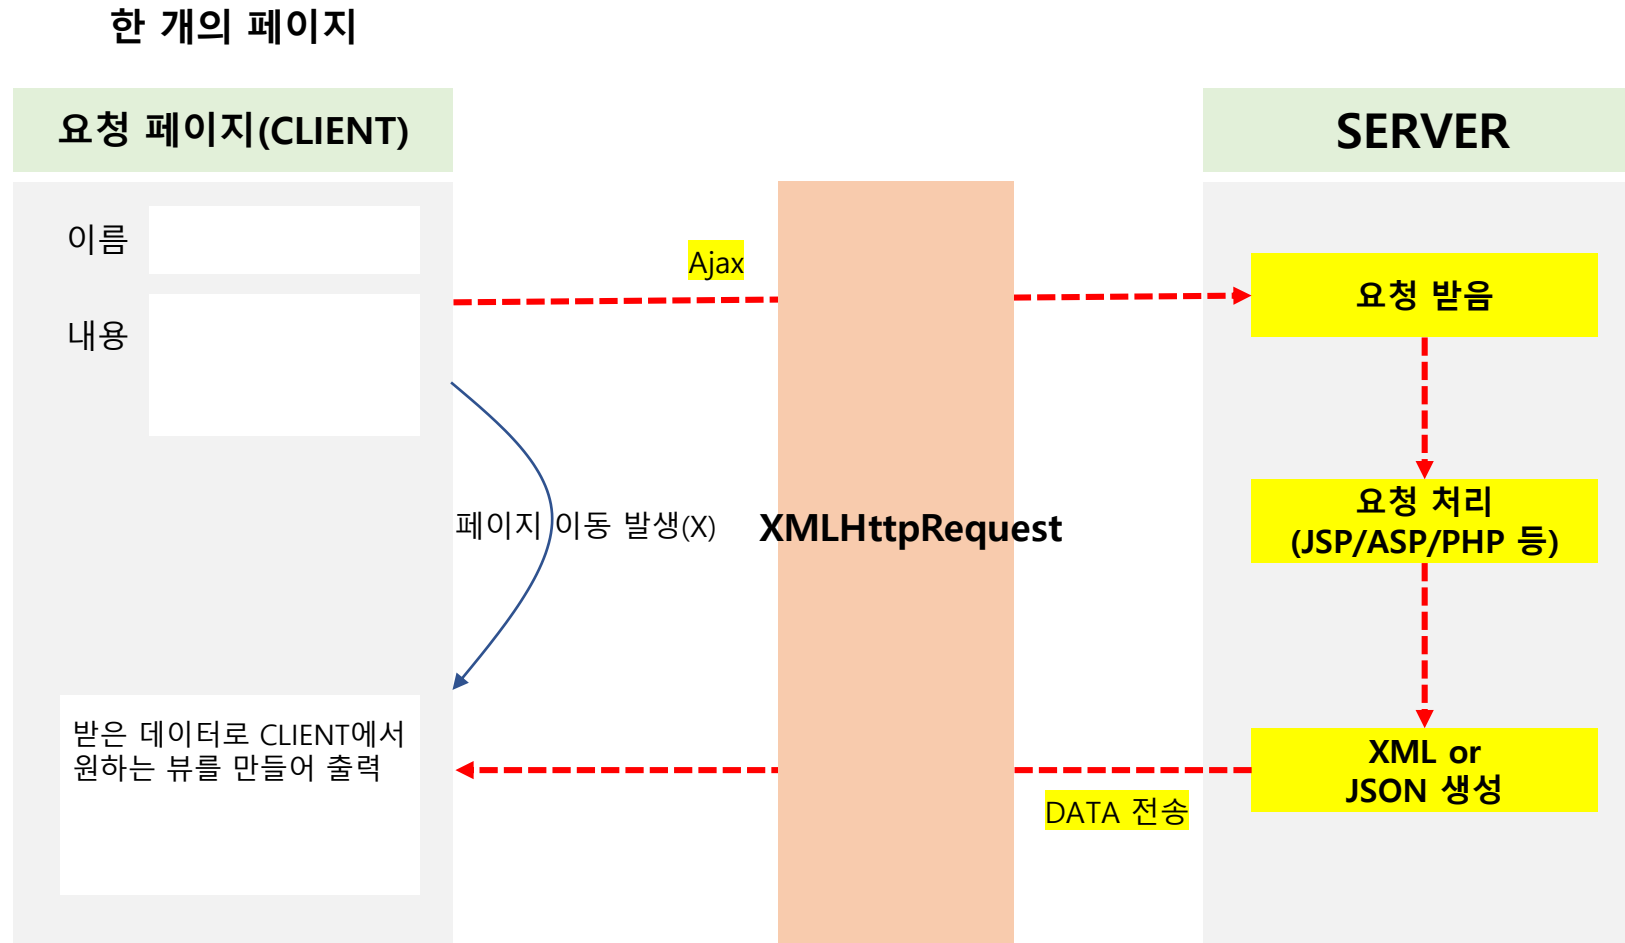 한 개의 페이지
요청 페이지(CLIENT)
SERVER
이름
내용
Ajax
요청 받음
페이지 이동 발생(X)
XMLHttpRequest
요청 처리
(JSP/ASP/PHP 등)
받은 데이터로 CLIENT에서
원하는 뷰를 만들어 출력
XML or
JSON 생성
DATA 전송